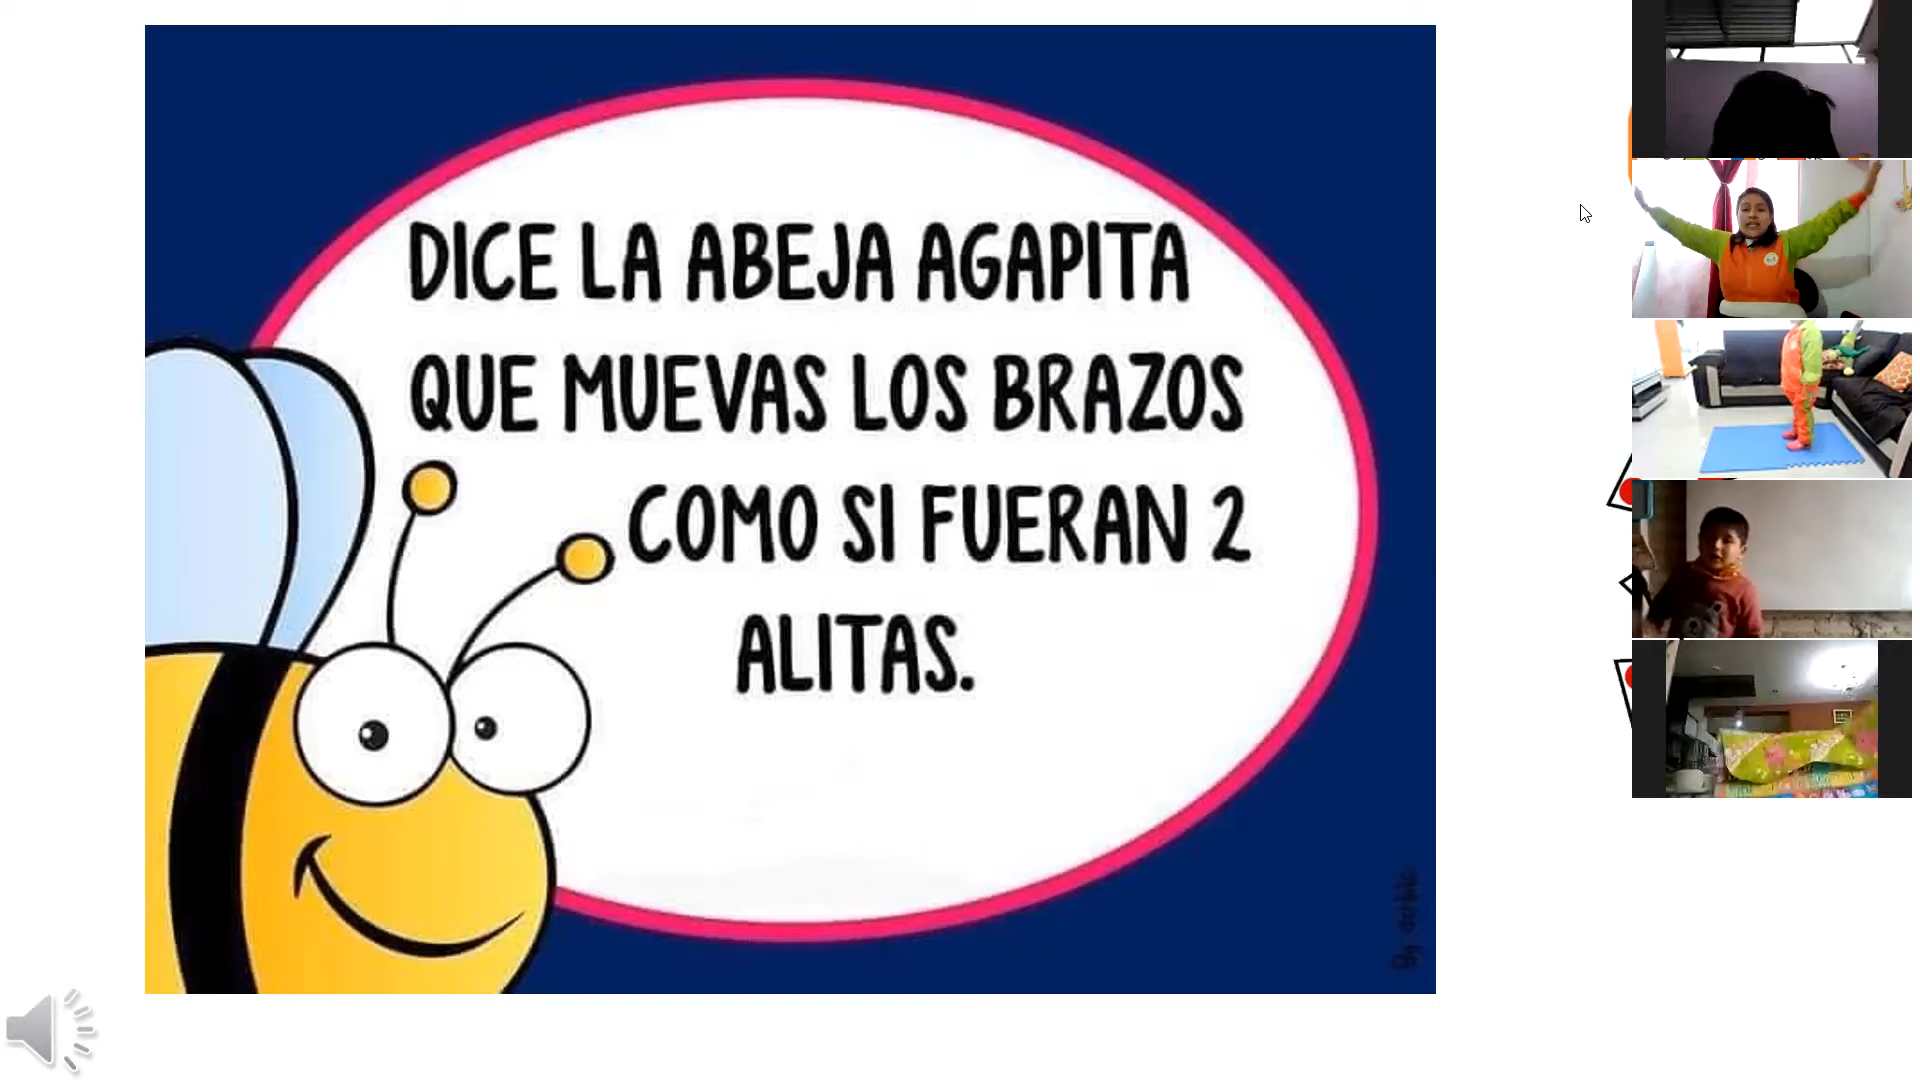 DICE LA ABEJA AGAPITA
QUE MUEVAS LOS BRAZOS
COMO SI FUERAN 2
ALITAS.